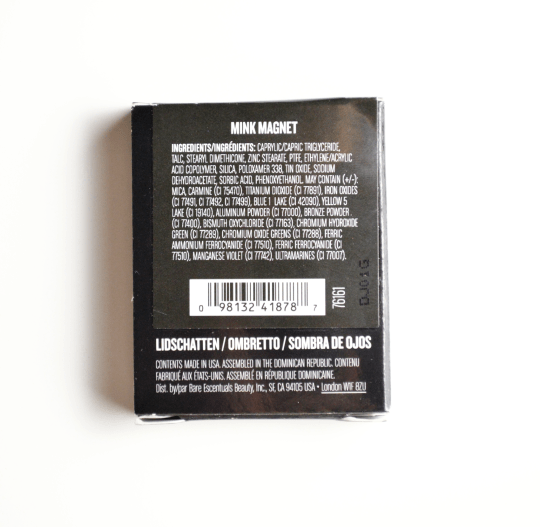 MINK MAGNET
INGREDIENTS/INGRÉDIENTS: CAPRYLIC/CAPRIC TRIGLYCERIDE,
TALC, STEARYL DIMETHICONE, ZINC STEARATE, PTFE, ETHYLENE/ACRYLIC
ACID COPOLYMER, SILICA, POLOXAMER 338, TIN OXIDE, SODIUM
DEHYDROACETATE, SORBIC ACID, PHENOXYETHANOL. MAY CONTAIN (+/-):
MICA, CARMINE (CI 75470), TITANIUM DIOXIDE (CI 77891), IRON OXIDES
(CI 77491, CI 77492, CI 77499), BLUE 1 LAKE (CI 42090), YELLOW 5
LAKE (CI 19140), ALUMINUM POWDER (CI 77000), BRONZE POWDER
(CI 77400), BISMUTH OXYCHLORIDE (CI 77163), CHROMIUM HYDROXIDE
GREEN (CI 77289), CHROMIUM OXIDE GREENS (CI 77288), FERRIC
AMMONIUM FERROCYANIDE (CI 77510), FERRIC FERROCYANIDE (CI
77510), MANGANESE VIOLET (CI 77742), ULTRAMARINES (CI 77007).
0 98132 41878 7
76161
DJ01G
LIDSCHATTEN / OMBRETTO / SOMBRA DE OJOS
CONTENTS MADE IN USA. ASSEMBLED IN THE DOMINICAN REPUBLIC. CONTENU
FABRIQUÉ AUX ÉTATS-UNIS. ASSEMBLÉ EN RÉPUBLIQUE DOMINICAINE.
Dist. by/par Bare Escentuals Beauty, Inc., SF, CA 94105 USA • London W1F 8ZU